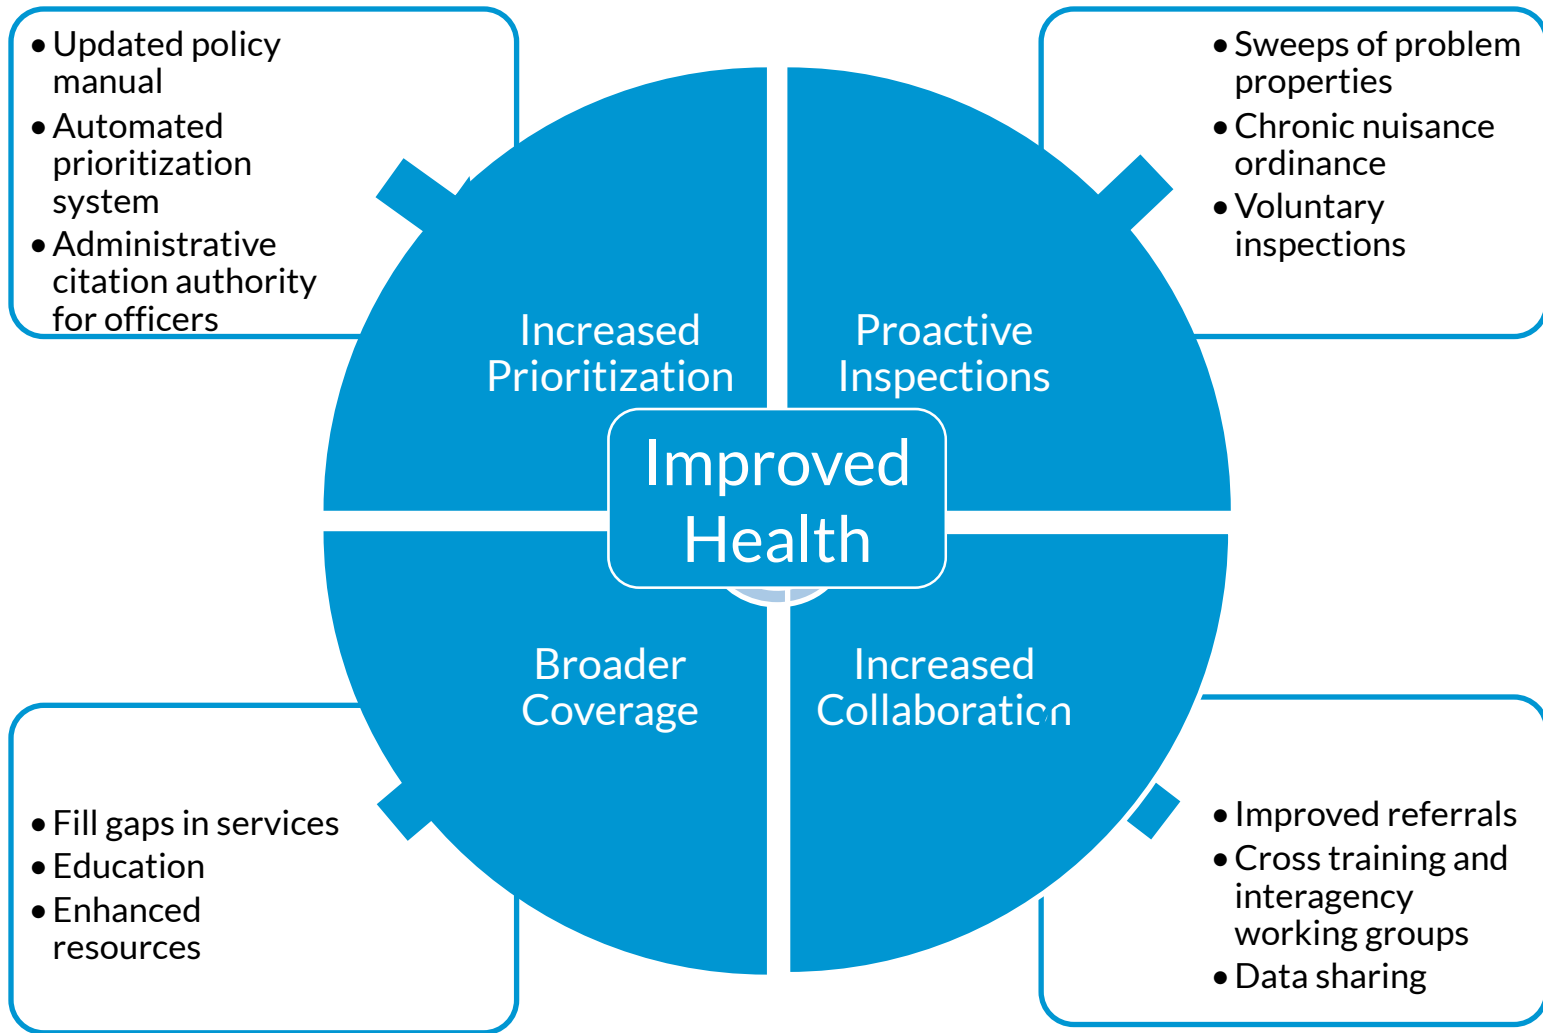 • Updated policy
manual
• Automated
prioritization
system
• Administrative
citation authority
for officers
• Sweeps of problem
properties
• Chronic nuisance
ordinance
• Voluntary
inspections
Increased
Prioritization
Proactive
Inspections
Improved
Health
Broader
Coverage
Increased
Collaboration
• Fill gaps in services
• Education
• Enhanced
resources
• Improved referrals
• Cross training and
interagency
working groups
• Data sharing